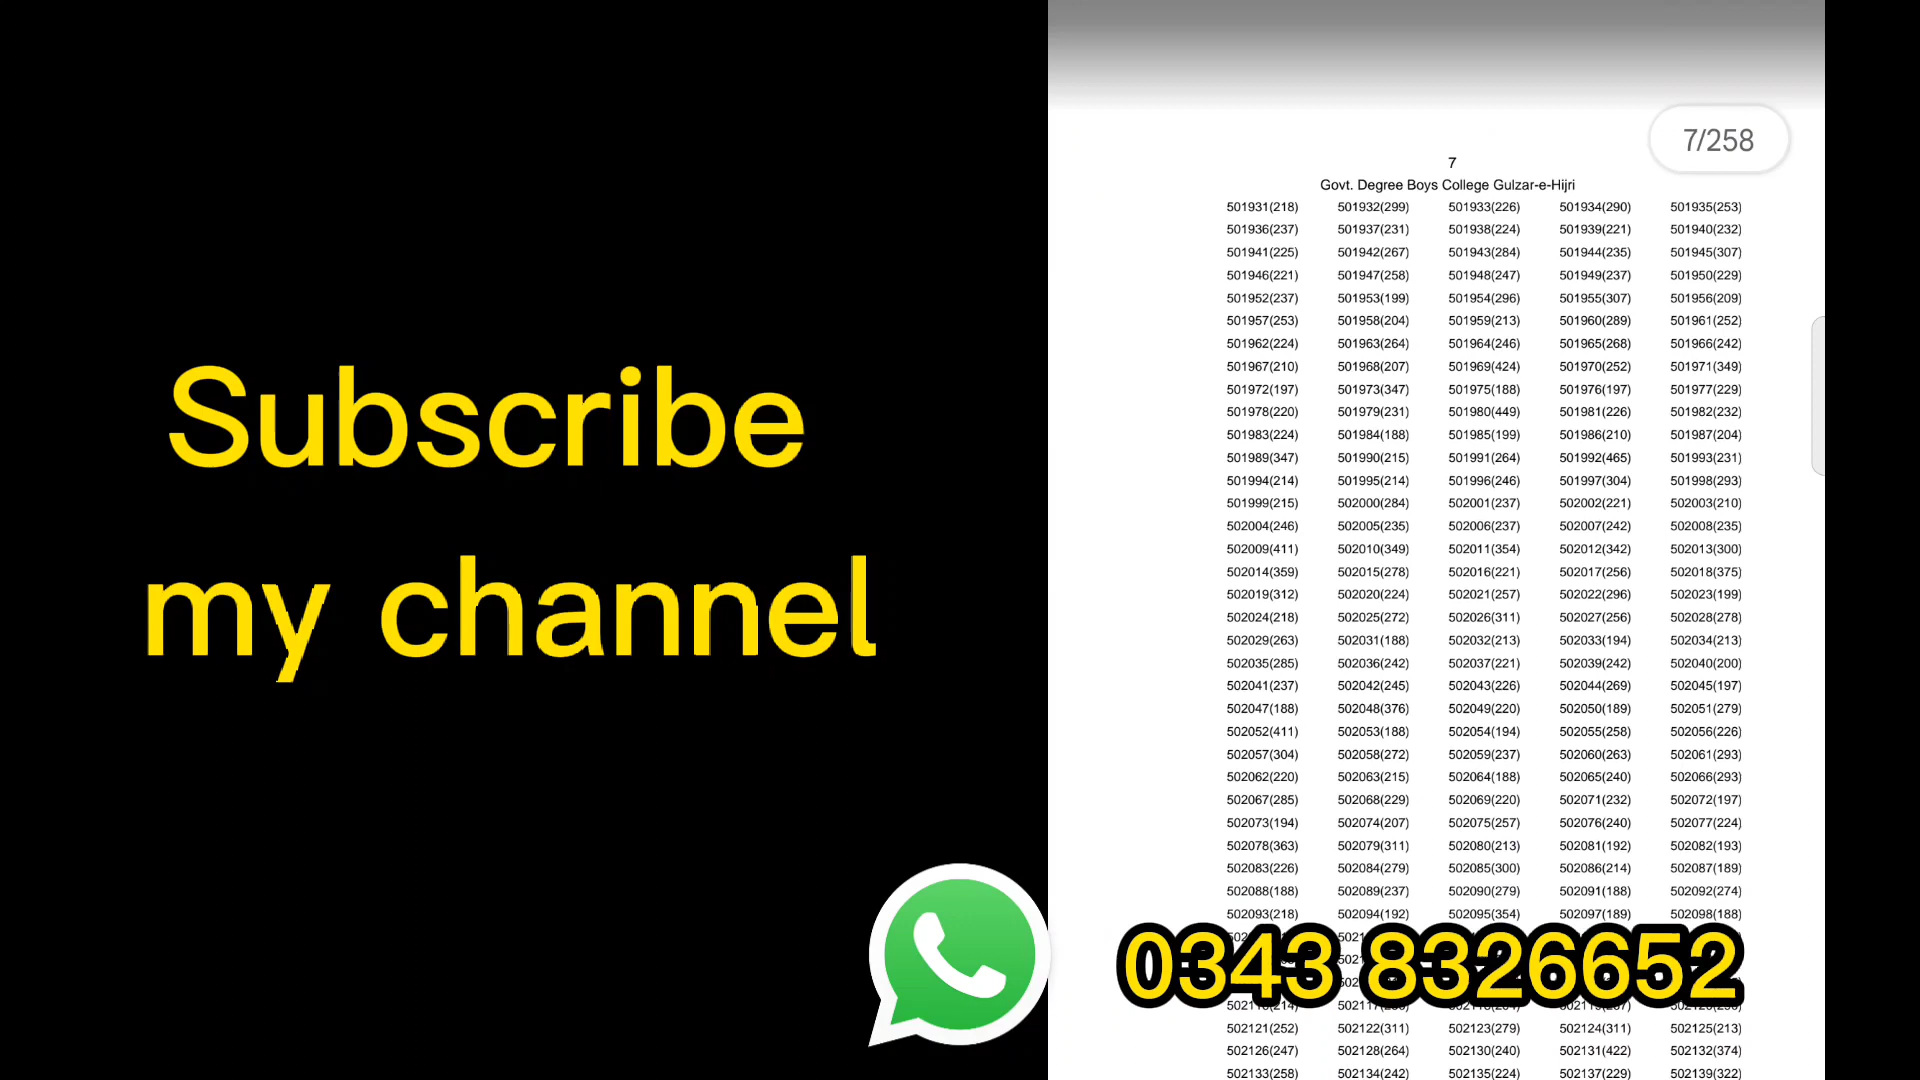 Subscribe
my channel
7/258
7
Govt. Degree Boys College Gulzar-e-Hijri
501931(218) 501932(299) 501933(226) 501934(290) 501935(253)
501936(237) 501937(231) 501938(224) 501939(221) 501940(232)
501941(225) 501942(267) 501943(284) 501944(235) 501945(307)
501946(221) 501947(258) 501948(247) 501949(237) 501950(229)
501952(237) 501953(199) 501954(296) 501955(307) 501956(209)
501957(253) 501958(204) 501959(213) 501960(289) 501961(252)
501962(224) 501963(264) 501964(246) 501965(268) 501966(242)
501967(210) 501968(207) 501969(424) 501970(252) 501971(349)
501972(197) 501973(347) 501975(188) 501976(197) 501977(229)
501978(220) 501979(231) 501980(449) 501981(226) 501982(232)
501983(224) 501984(188) 501985(199) 501986(210) 501987(204)
501989(347) 501990(215) 501991(264) 501992(465) 501993(231)
501994(214) 501995(214) 501996(246) 501997(304) 501998(293)
501999(215) 502000(284) 502001(237) 502002(221) 502003(210)
502004(246) 502005(235) 502006(237) 502007(242) 502008(235)
502009(411) 502010(349) 502011(354) 502012(342) 502013(300)
502014(359) 502015(278) 502016(221) 502017(256) 502018(375)
502019(312) 502020(224) 502021(257) 502022(296) 502023(199)
502024(218) 502025(272) 502026(311) 502027(256) 502028(278)
502029(263) 502031(188) 502032(213) 502033(194) 502034(213)
502035(285) 502036(242) 502037(221) 502039(242) 502040(200)
502041(237) 502042(245) 502043(226) 502044(269) 502045(197)
502047(188) 502048(376) 502049(220) 502050(189) 502051(279)
502052(411) 502053(188) 502054(194) 502055(258) 502056(226)
502057(304) 502058(272) 502059(237) 502060(263) 502061(293)
502062(220) 502063(215) 502064(188) 502065(240) 502066(293)
502067(285) 502068(229) 502069(220) 502071(232) 502072(197)
502073(194) 502074(207) 502075(257) 502076(240) 502077(224)
502078(363) 502079(311) 502080(213) 502081(192) 502082(193)
502083(226) 502084(279) 502085(300) 502086(214) 502087(189)
502088(188) 502089(237) 502090(279) 502091(188) 502092(274)
502093(218) 502094(192) 502095(354) 502097(189) 502098(188)
0343 8326652
502121(252) 502122(311) 502123(279) 502124(311) 502125(213)
502126(247) 502128(264) 502130(240) 502131(422) 502132(374)
502133(258) 502134(242) 502135(224) 502137(229) 502139(322)